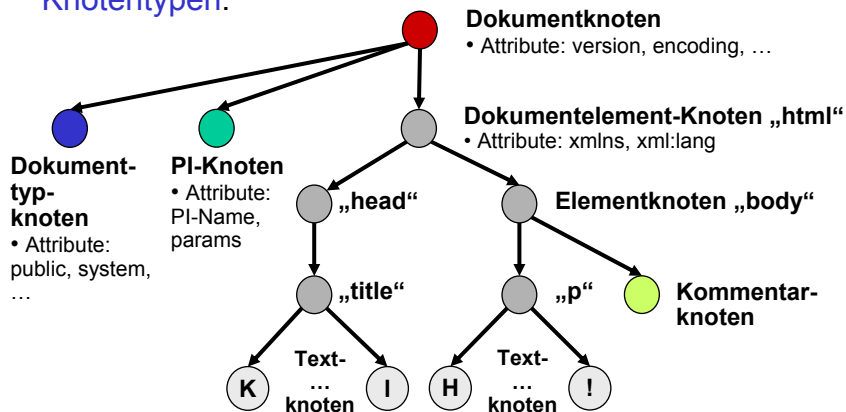 Knotentypen:
Dokumentknoten
• Attribute: version, encoding, …
Dokumentelement-Knoten „html“
• Attribute: xmlns, xml:lang
Dokument-
typ-
knoten
• Attribute:
public, system,
…
PI-Knoten
• Attribute:
PI-Name,
params
„head“
Elementknoten „body“
„title“
„p“
Kommentar-
knoten
K
Text-
…
knoten
I
H
Text-
…
knoten
!